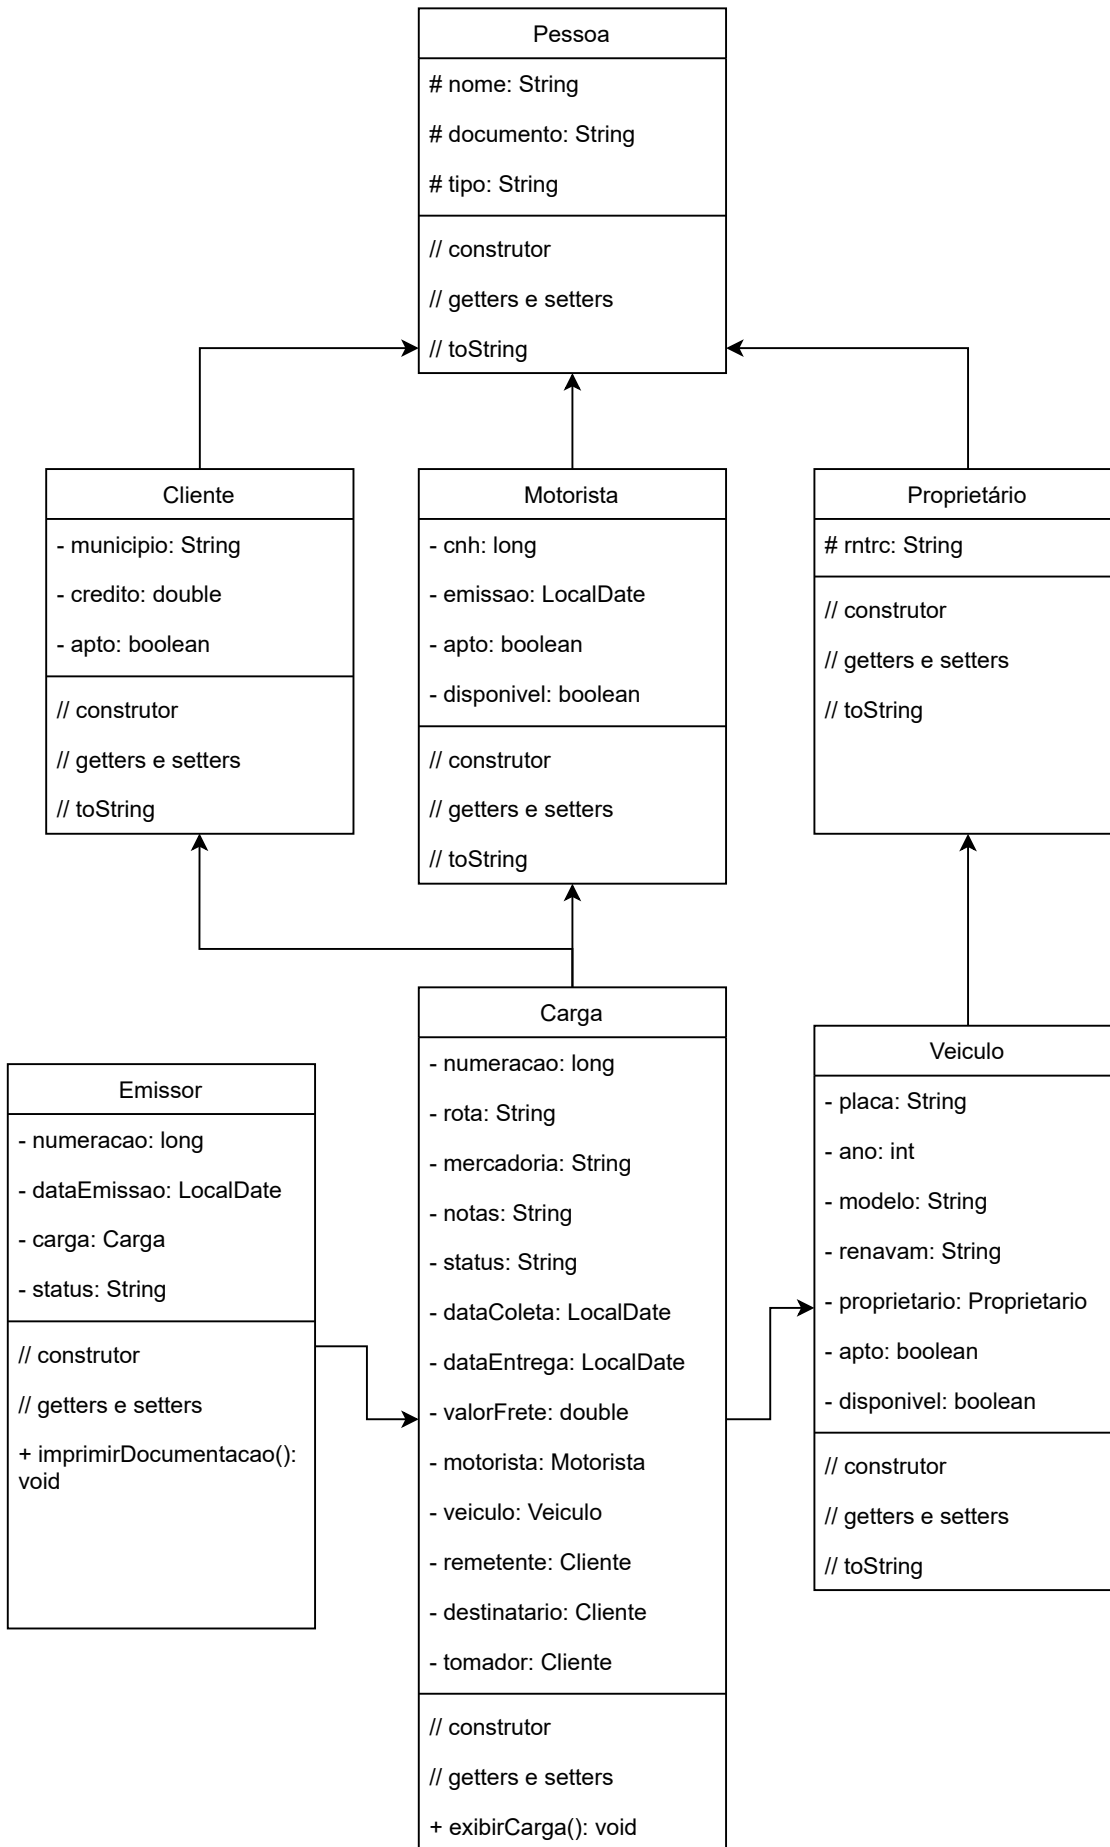 Pessoa
# nome: String
# documento: String
# tipo: String
// construtor
// getters e setters
// toString
Cliente
- municipio: String
- credito: double
- apto: boolean
// construtor
// getters e setters
// toString
Motorista
- cnh: long
- emissao: LocalDate
- apto: boolean
- disponivel: boolean
// construtor
// getters e setters
// toString
Proprietário
# rntrc: String
// construtor
// getters e setters
// toString
Emissor
- numeracao: long
- dataEmissao: LocalDate
- carga: Carga
- status: String
// construtor
// getters e setters
+ imprimirDocumentacao():
void
Carga
- numeracao: long
- rota: String
- mercadoria: String
- notas: String
- status: String
- dataColeta: LocalDate
- dataEntrega: LocalDate
- valorFrete: double
- motorista: Motorista
- veiculo: Veiculo
- remetente: Cliente
- destinatario: Cliente
- tomador: Cliente
// construtor
// getters e setters
+ exibirCarga(): void
Veiculo
- placa: String
- ano: int
- modelo: String
- renavam: String
- proprietario: Proprietario
- apto: boolean
- disponivel: boolean
// construtor
// getters e setters
// toString